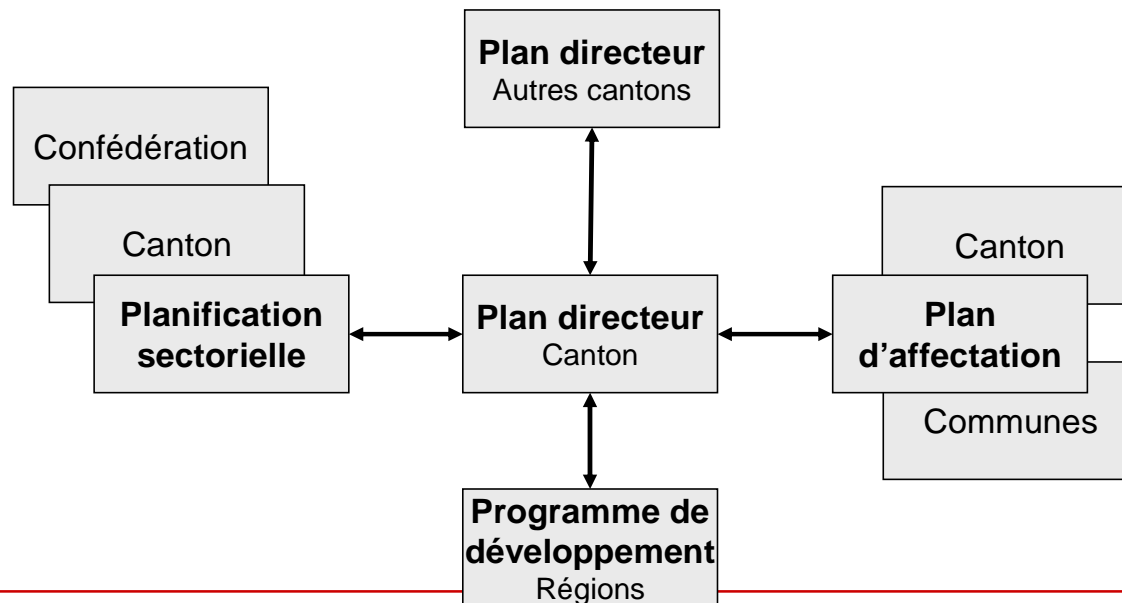 Plan directeur
Autres cantons
Confédération
Canton
Planification
sectorielle
Plan directeur
Canton
Canton
Plan
d’affectation
Communes
Programme de
développement
Régions